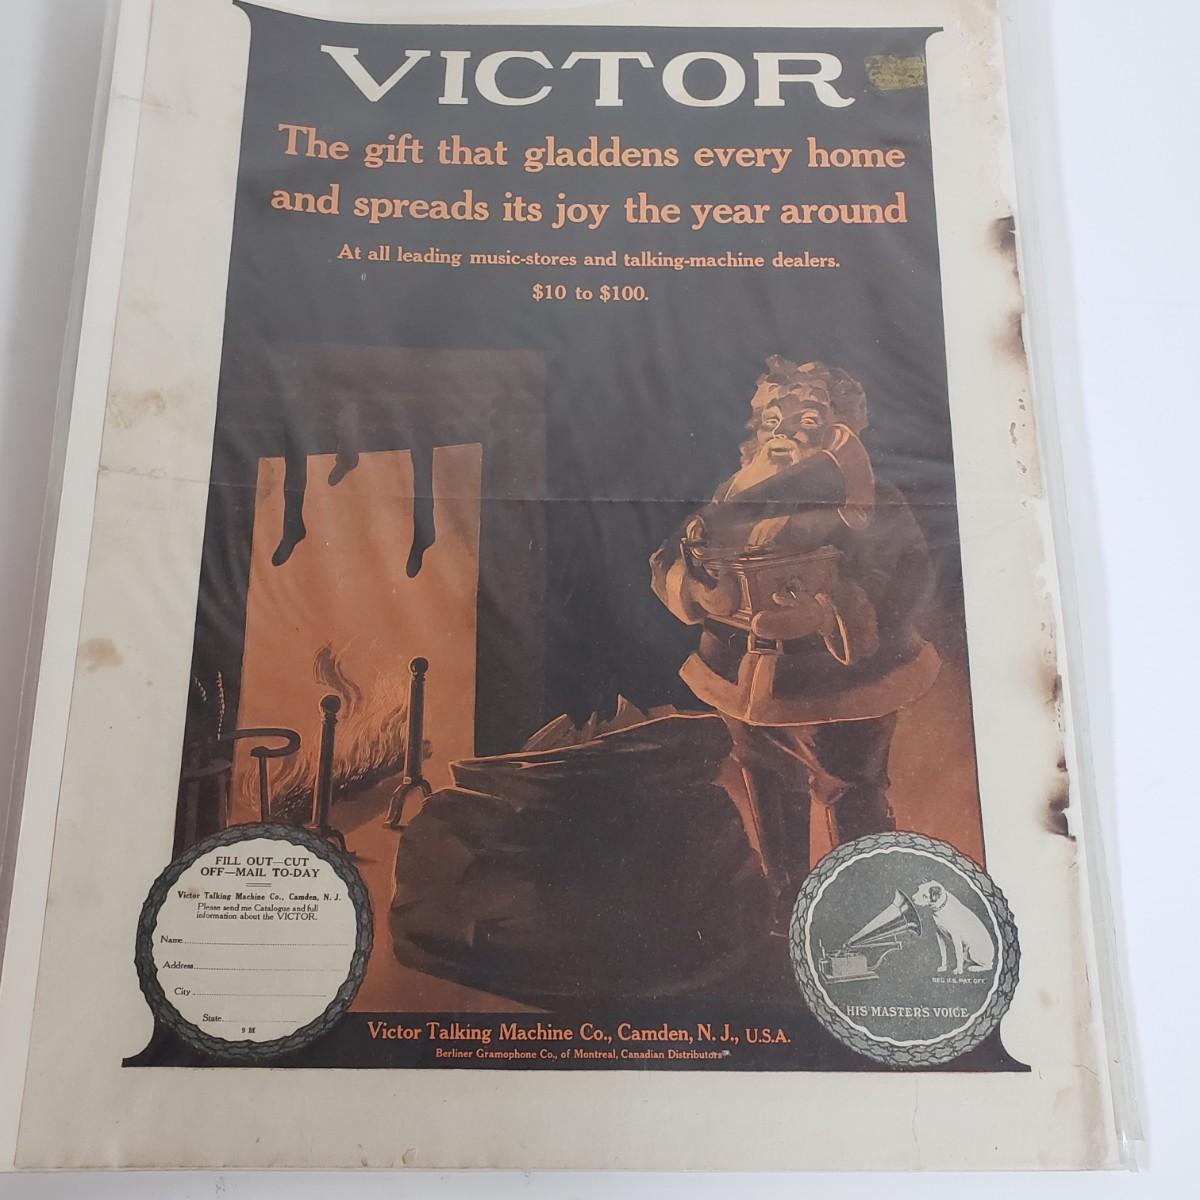 VICTOR
The gift that gladdens every home
and spreads its joy the year around
At all leading music-stores and talking-machine dealers.
$10 to $100.
FILL OUT—CUT
OFF—MAIL TO-DAY
Victor Talking Machine Co., Camden, N. J.
Please send me Catalogue and full
information about the VICTOR.
Name
Address
City
State
REG. U.S. PAT. OFF.
HIS MASTER'S VOICE
Victor Talking Machine Co., Camden, N. J., U.S.A.
Berliner Gramophone Co., of Montreal, Canadian Distributors